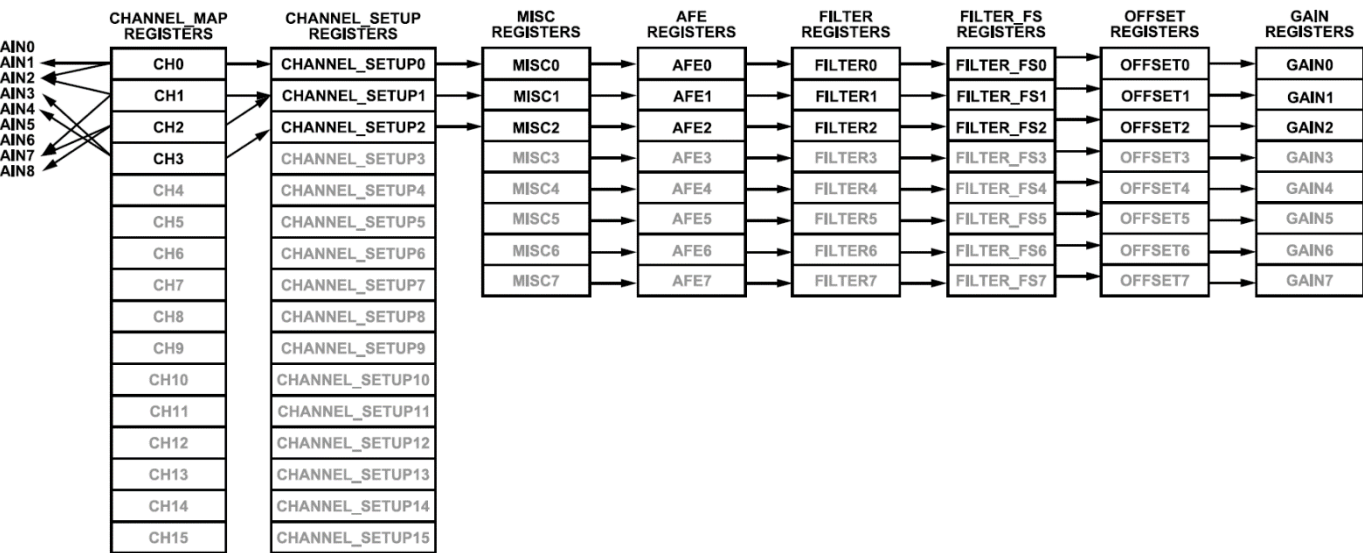 CHANNEL_MAP
REGISTERS
CHANNEL_SETUP
REGISTERS
MISC
REGISTERS
AFE
REGISTERS
FILTER
REGISTERS
FILTER_FS
REGISTERS
OFFSET
REGISTERS
GAIN
REGISTERS
AIN0
AIN1
AIN2
AIN3
AIN4
AIN5
AIN6
AIN7
AIN8
CH0 CHANNEL_SETUP0 MISC0 AFE0 FILTER0 FILTER_FS0 OFFSET0 GAIN0
CH1 CHANNEL_SETUP1 MISC1 AFE1 FILTER1 FILTER_FS1 OFFSET1 GAIN1
CH2 CHANNEL_SETUP2 MISC2 AFE2 FILTER2 FILTER_FS2 OFFSET2 GAIN2
CH3 CHANNEL_SETUP3 MISC3 AFE3 FILTER3 FILTER_FS3 OFFSET3 GAIN3
CH4 CHANNEL_SETUP4 MISC4 AFE4 FILTER4 FILTER_FS4 OFFSET4 GAIN4
CH5 CHANNEL_SETUP5 MISC5 AFE5 FILTER5 FILTER_FS5 OFFSET5 GAIN5
CH6 CHANNEL_SETUP6 MISC6 AFE6 FILTER6 FILTER_FS6 OFFSET6 GAIN6
CH7 CHANNEL_SETUP7 MISC7 AFE7 FILTER7 FILTER_FS7 OFFSET7 GAIN7
CH8 CHANNEL_SETUP8
CH9 CHANNEL_SETUP9
CH10 CHANNEL_SETUP10
CH11 CHANNEL_SETUP11
CH12 CHANNEL_SETUP12
CH13 CHANNEL_SETUP13
CH14 CHANNEL_SETUP14
CH15 CHANNEL_SETUP15